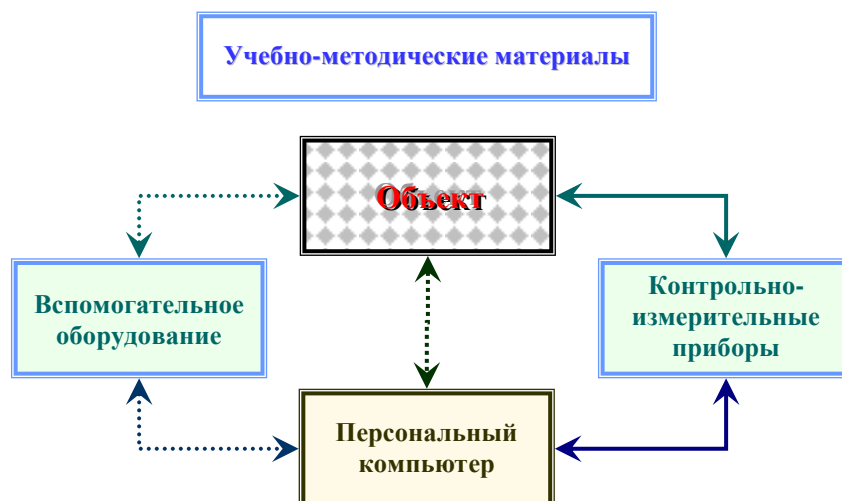 Учебно-методические материалы
Объект
Вспомогательное
оборудование
Контрольно-
измерительные
приборы
Персональный
компьютер